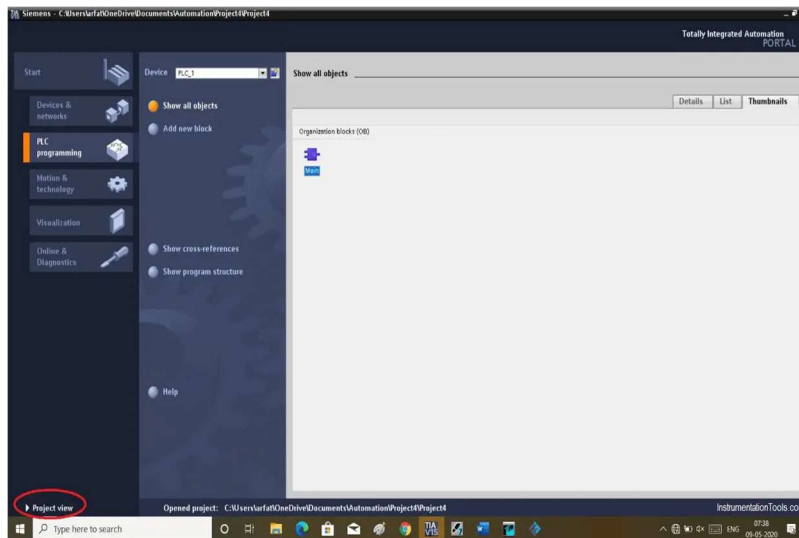 Siemens - C:\Users\arfat\OneDrive\Documents\Automation\Project4\Project4
Totally Integrated Automation
PORTAL
Start
Devices &
networks
PLC
programming
Motion &
technology
Visualization
Online &
Diagnostics
Device PLC_1
Show all objects
Add new block
Show cross-references
Show program structure
Help
Show all objects
Details List Thumbnails
Organization blocks (OB)
Main
Project view
Opened project: C:\Users\arfat\OneDrive\Documents\Automation\Project4\Project4
InstrumentationTools.co
Type here to search
TIA
V15
ENG
07:38
09-05-2020